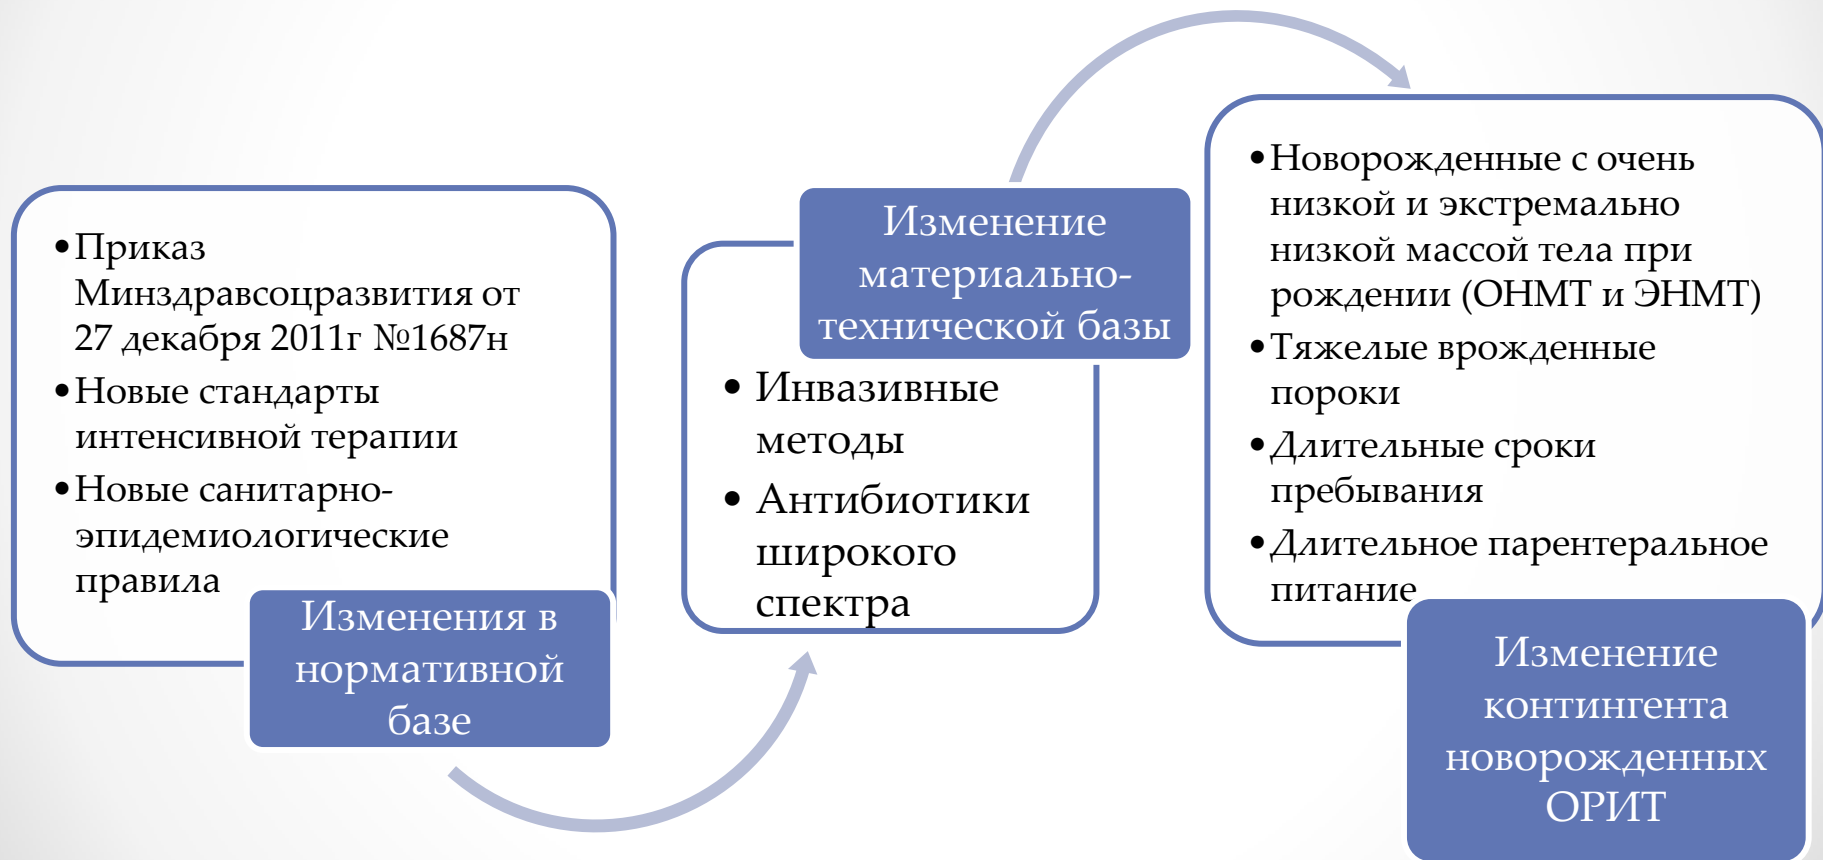 •Приказ
Минздравсоцразвития от
27 декабря 2011г №1687н
•Новые стандарты
интенсивной терапии
•Новые санитарно-
эпидемиологические
правила
Изменения в
нормативной
базе
Изменение
материально-
технической базы
• Инвазивные
методы
• Антибиотики
широкого
спектра
•Новорожденные с очень
низкой и экстремально
низкой массой тела при
рождении (ОНМТ и ЭНМТ)
•Тяжелые врожденные
пороки
•Длительные сроки
пребывания
•Длительное парентеральное
питание
Изменение
контингента
новорожденных
ОРИТ